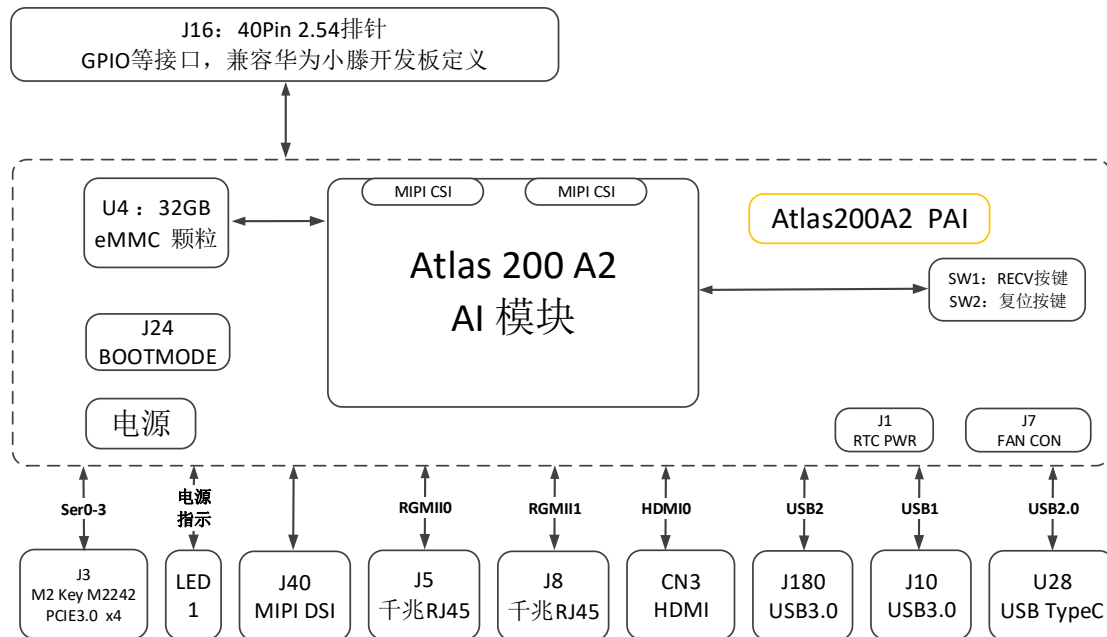 J16：40Pin 2.54排针
GPIO等接口，兼容华为小滕开发板定义
MIPI CSI
MIPI CSI
U4 ：32GB
eMMC 颗粒
Atlas200A2 PAI
Atlas 200 A2
AI 模块
SW1：RECV按键
SW2：复位按键
J24
BOOTMODE
电源
J1
RTC PWR
J7
FAN CON
Ser0-3
电源
指示
RGMII0
RGMII1
HDMI0
USB2
USB1
USB2.0
J3
M2 Key M2242
PCIE3.0 x4
LED
1
J40
MIPI DSI
J5
千兆RJ45
J8
千兆RJ45
CN3
HDMI
J180
USB3.0
J10
USB3.0
U28
USB TypeC